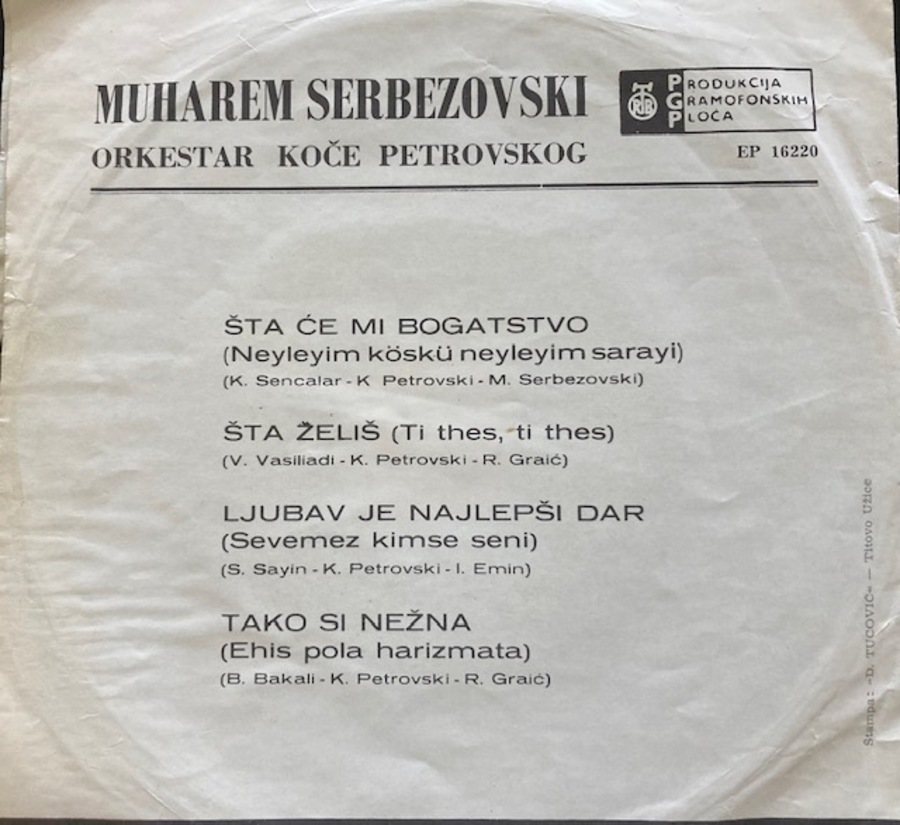 MUHAREM SERBEZOVSKI
ORKESTAR KOČE PETROVSKOG
RTB
PGP
PRODUKCIJA
GRAMOFONSKIH
PLOČA
EP 16220
ŠTA ĆE MI BOGATSTVO
(Neyleyim köskü neyleyim sarayi)
(K. Sencalar - K Petrovski - M. Serbezovski)
ŠTA ŽELIŠ (Ti thes, ti thes)
(V. Vasiliadi - K. Petrovski - R. Graić)
LJUBAV JE NAJLEPŠI DAR
(Sevemez kimse seni)
(S. Sayin - K. Petrovski - I. Emin)
TAKO SI NEŽNA
(Ehis pola harizmata)
(B. Bakali - K. Petrovski - R. Graić)
Štampa: »D. TUCOVIĆ« — Titovo Užice